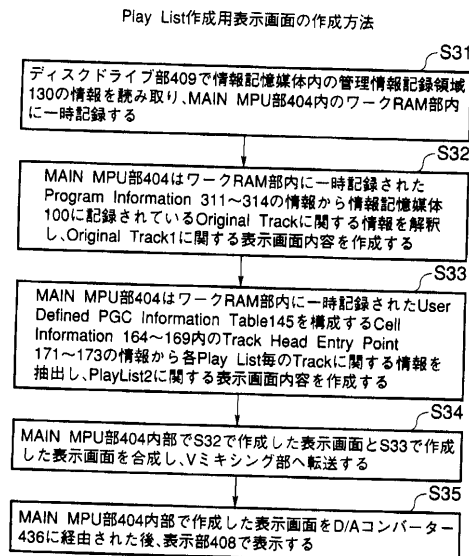 Play List作成用表示画面の作成方法
S31
ディスクドライブ部409で情報記憶媒体内の管理情報記録領域
130の情報を読み取り、MAIN MPU部404内のワークRAM部内
に一時記録する
S32
MAIN MPU部404はワークRAM部内に一時記録された
Program Information 311～314の情報から情報記憶媒体
100に記録されているOriginal Trackに関する情報を解釈
し、Original Track1に関する表示画面内容を作成する
S33
MAIN MPU部404はワークRAM部内に一時記録されたUser
Defined PGC Information Table145を構成するCell
Information 164～169内のTrack Head Entry Point
171～173の情報から各Play List毎のTrackに関する情報を
抽出し、PlayList2に関する表示画面内容を作成する
S34
MAIN MPU部404内部でS32で作成した表示画面とS33で作
成した表示画面を合成し、Vミキシング部へ転送する
S35
MAIN MPU部404内部で作成した表示画面をD/Aコンバーター
436に経由された後、表示部408で表示する